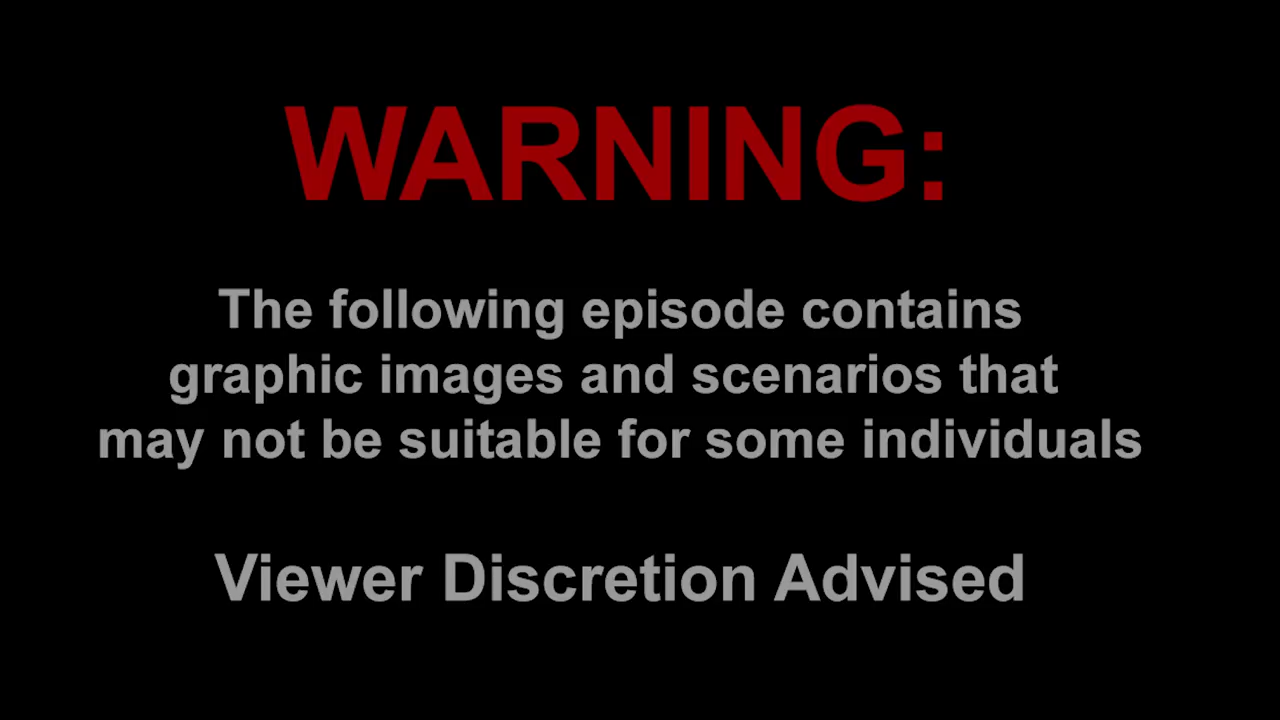 WARNING:
The following episode contains
graphic images and scenarios that
may not be suitable for some individuals
Viewer Discretion Advised